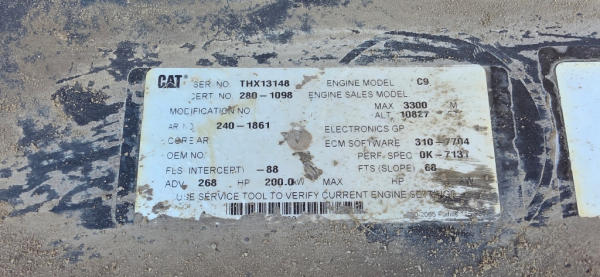 CAT SER NO THX13148 ENGINE MODEL C9
CERT NO. 280-1098 ENGINE SALES MODEL
MODIFICATION NO MAX 3300 M
AR NO 240-1861 ALT 10827
ELECTRONICS GP
CORE AR ECM SOFTWARE 310-7704
OEM NO PERF SPEC 0K-7137
FLS (INTERCEPT) -88 FTS (SLOPE) 68
ADV 268 HP 200.0 kW MAX HP
USE SERVICE TOOL TO VERIFY CURRENT ENGINE SETTINGS